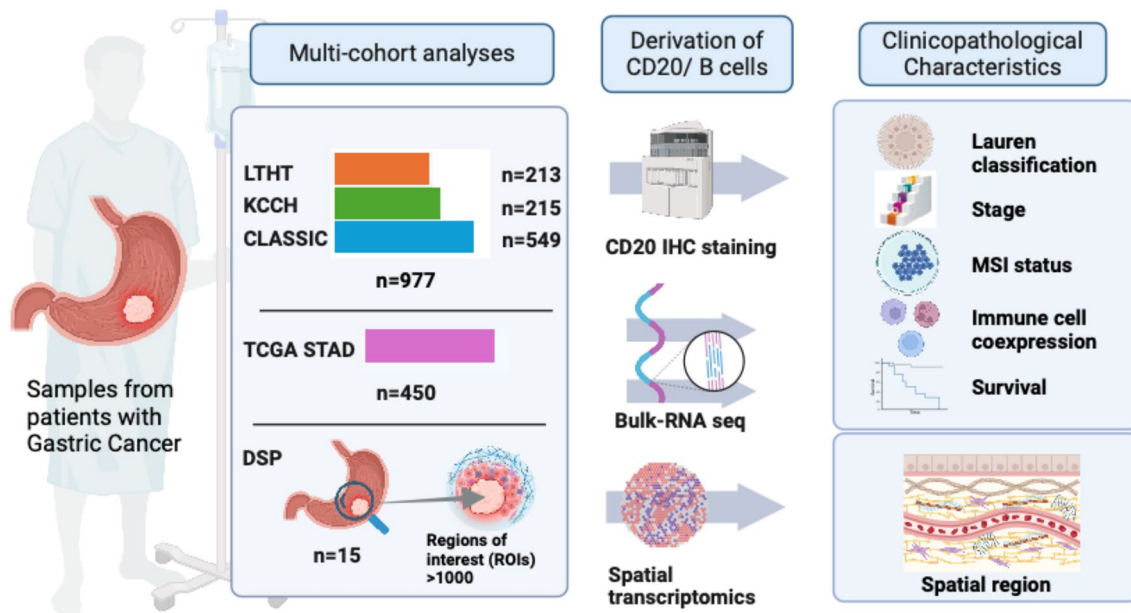 Multi-cohort analyses
Derivation of
CD20/ B cells
Clinicopathological
Characteristics
Samples from
patients with
Gastric Cancer
LTHT n=213
KCCH n=215
CLASSIC n=549
n=977
TCGA STAD
n=450
DSP
n=15
Regions of
interest (ROIs)
>1000
CD20 IHC staining
Bulk-RNA seq
Spatial
transcriptomics
Lauren
classification
Stage
MSI status
Immune cell
coexpression
Survival
Spatial region